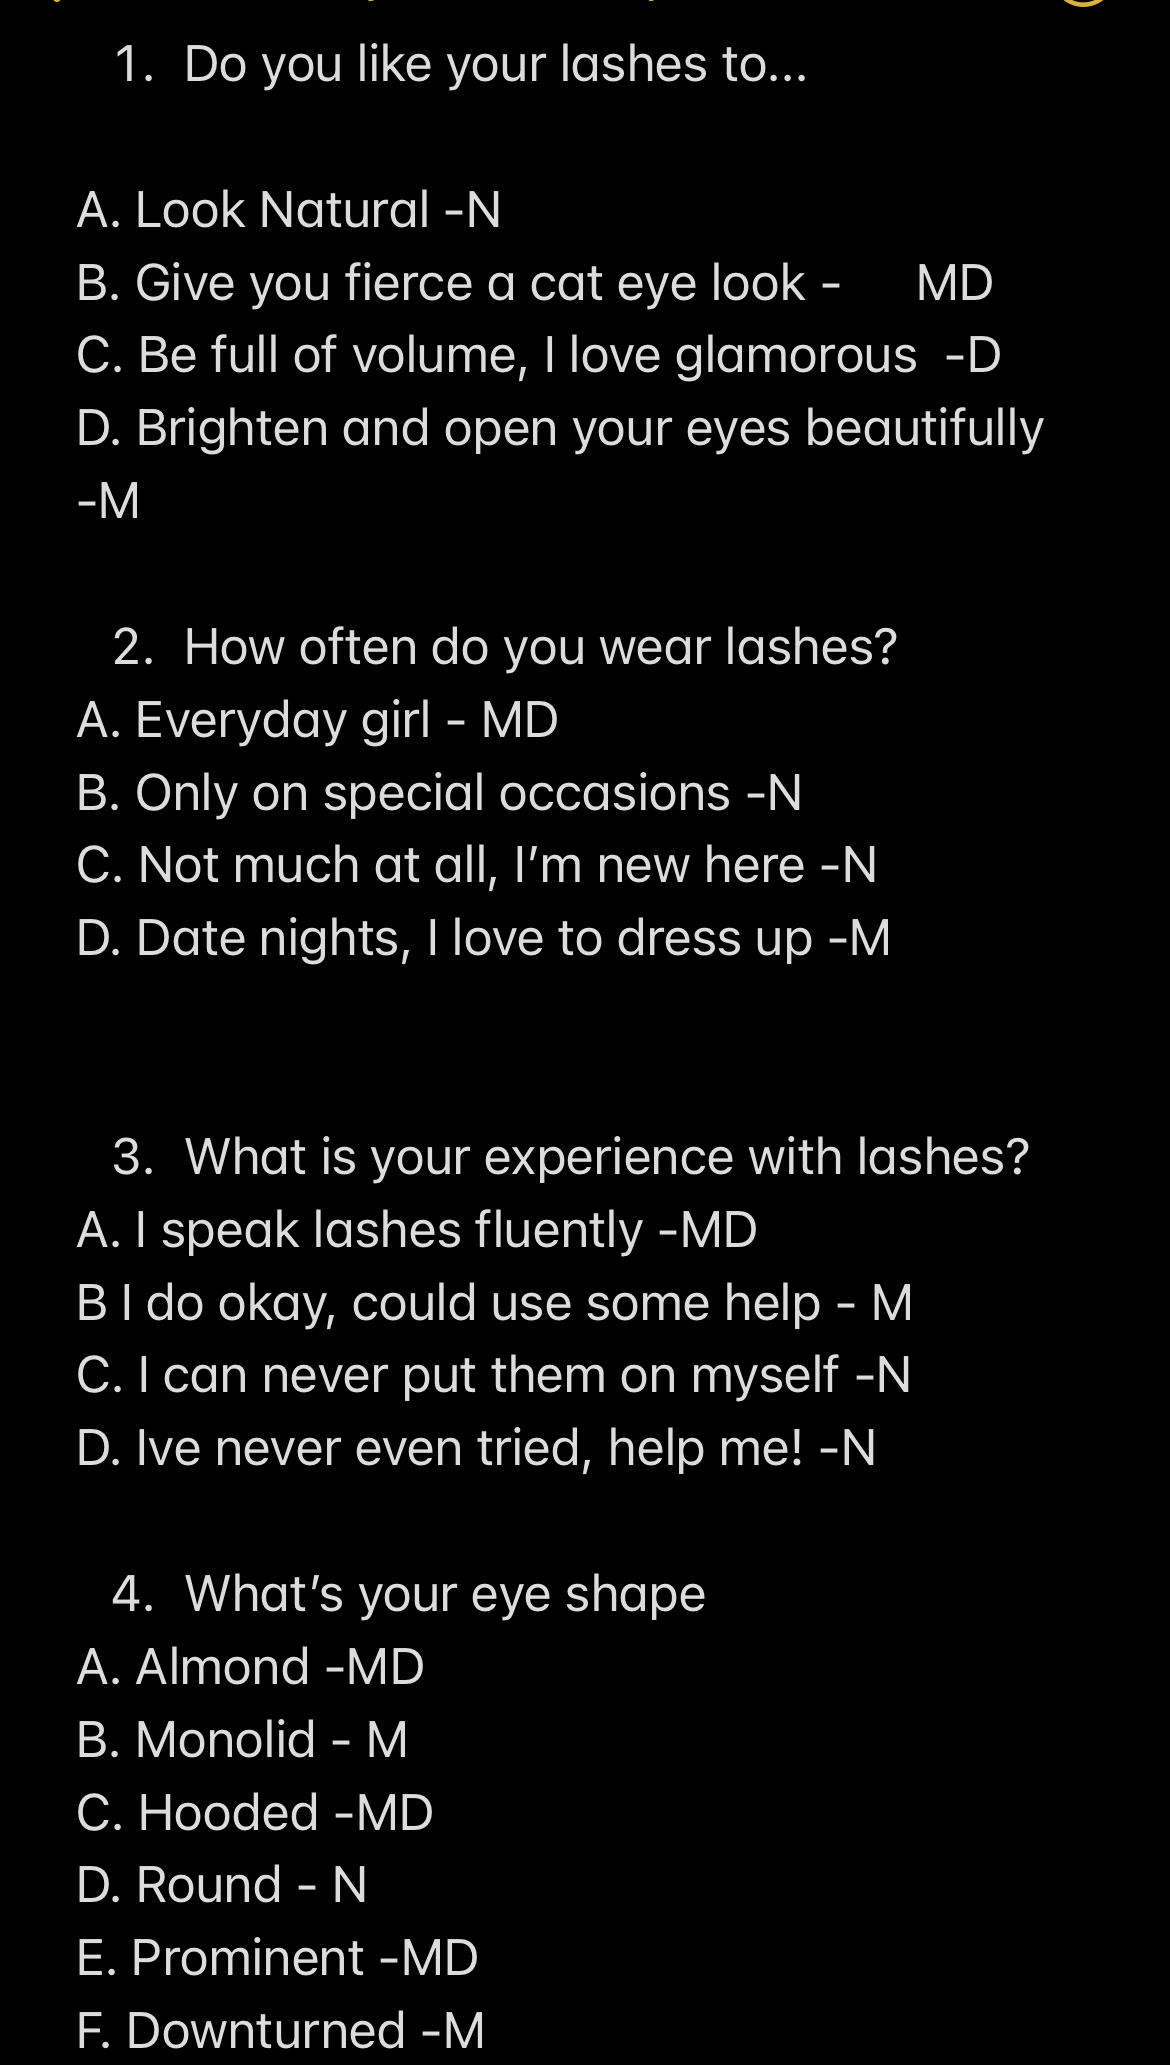 1. Do you like your lashes to...
A. Look Natural -N
B. Give you fierce a cat eye look - MD
C. Be full of volume, I love glamorous -D
D. Brighten and open your eyes beautifully
-M
2. How often do you wear lashes?
A. Everyday girl - MD
B. Only on special occasions -N
C. Not much at all, I’m new here -N
D. Date nights, I love to dress up -M
3. What is your experience with lashes?
A. I speak lashes fluently -MD
B I do okay, could use some help - M
C. I can never put them on myself -N
D. Ive never even tried, help me! -N
4. What’s your eye shape
A. Almond -MD
B. Monolid - M
C. Hooded -MD
D. Round - N
E. Prominent -MD
F. Downturned -M